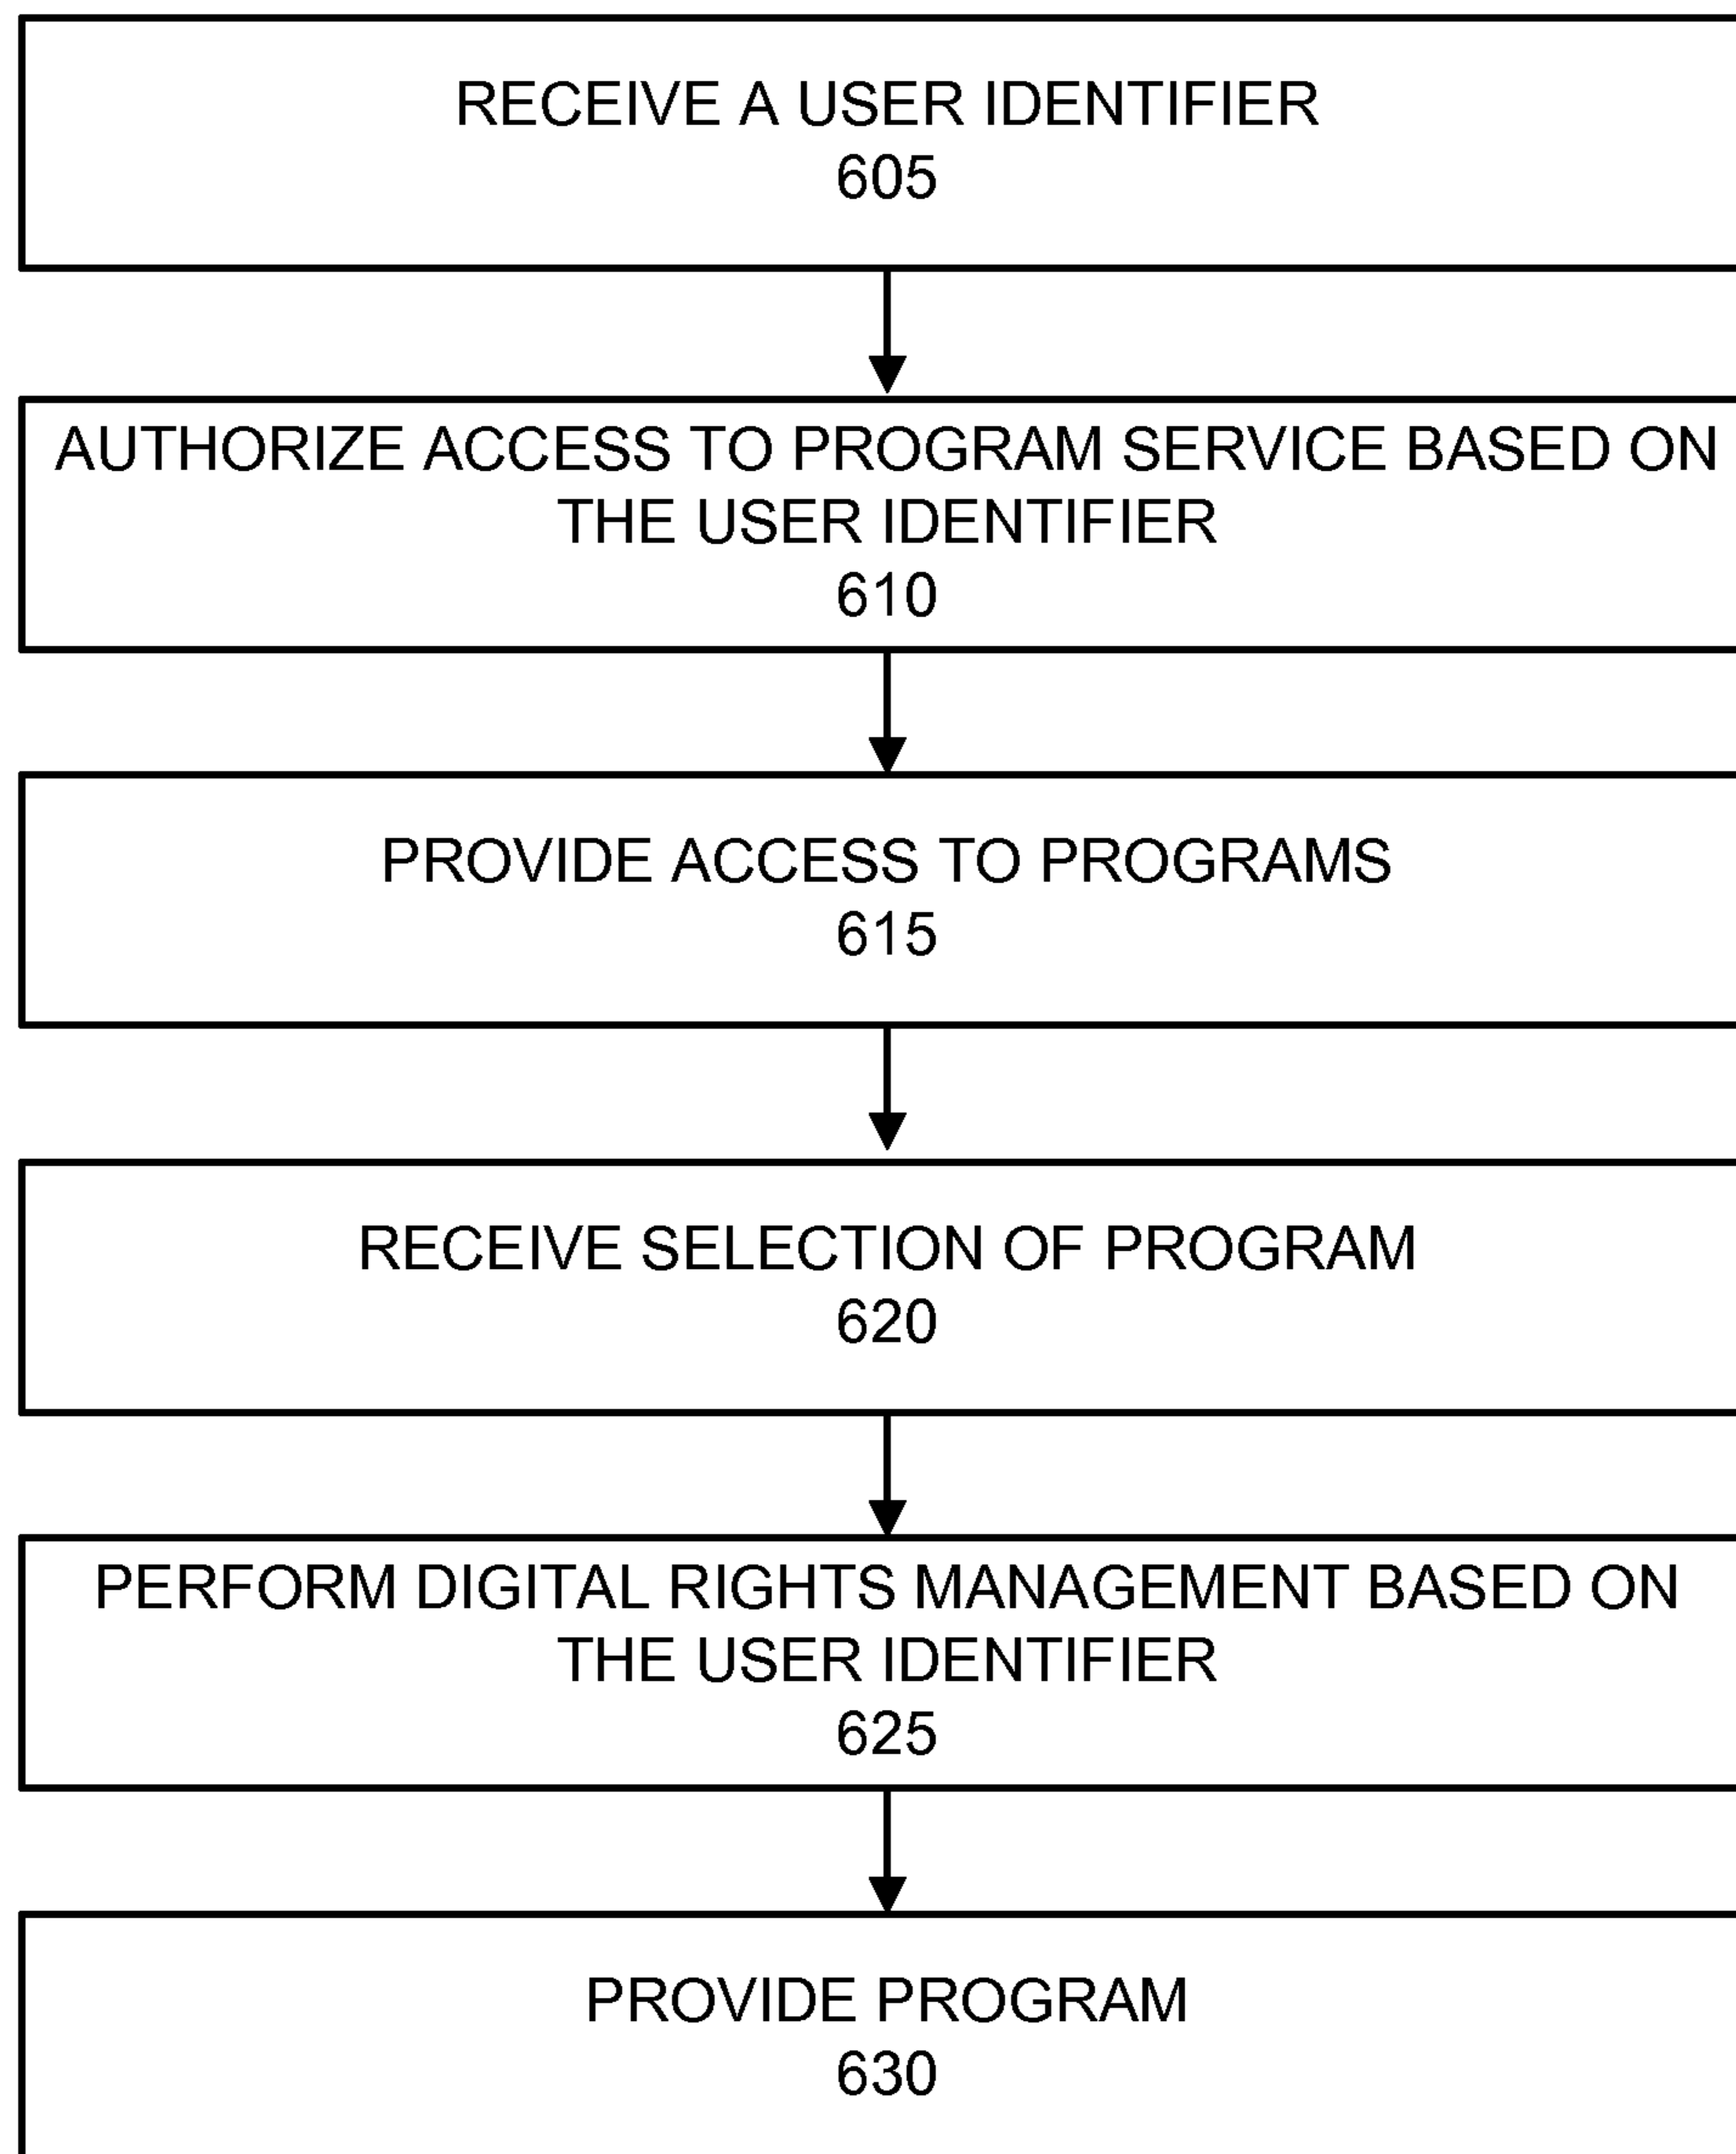 RECEIVE A USER IDENTIFIER
605
AUTHORIZE ACCESS TO PROGRAM SERVICE BASED ON
THE USER IDENTIFIER
610
PROVIDE ACCESS TO PROGRAMS
615
RECEIVE SELECTION OF PROGRAM
620
PERFORM DIGITAL RIGHTS MANAGEMENT BASED ON
THE USER IDENTIFIER
625
PROVIDE PROGRAM
630